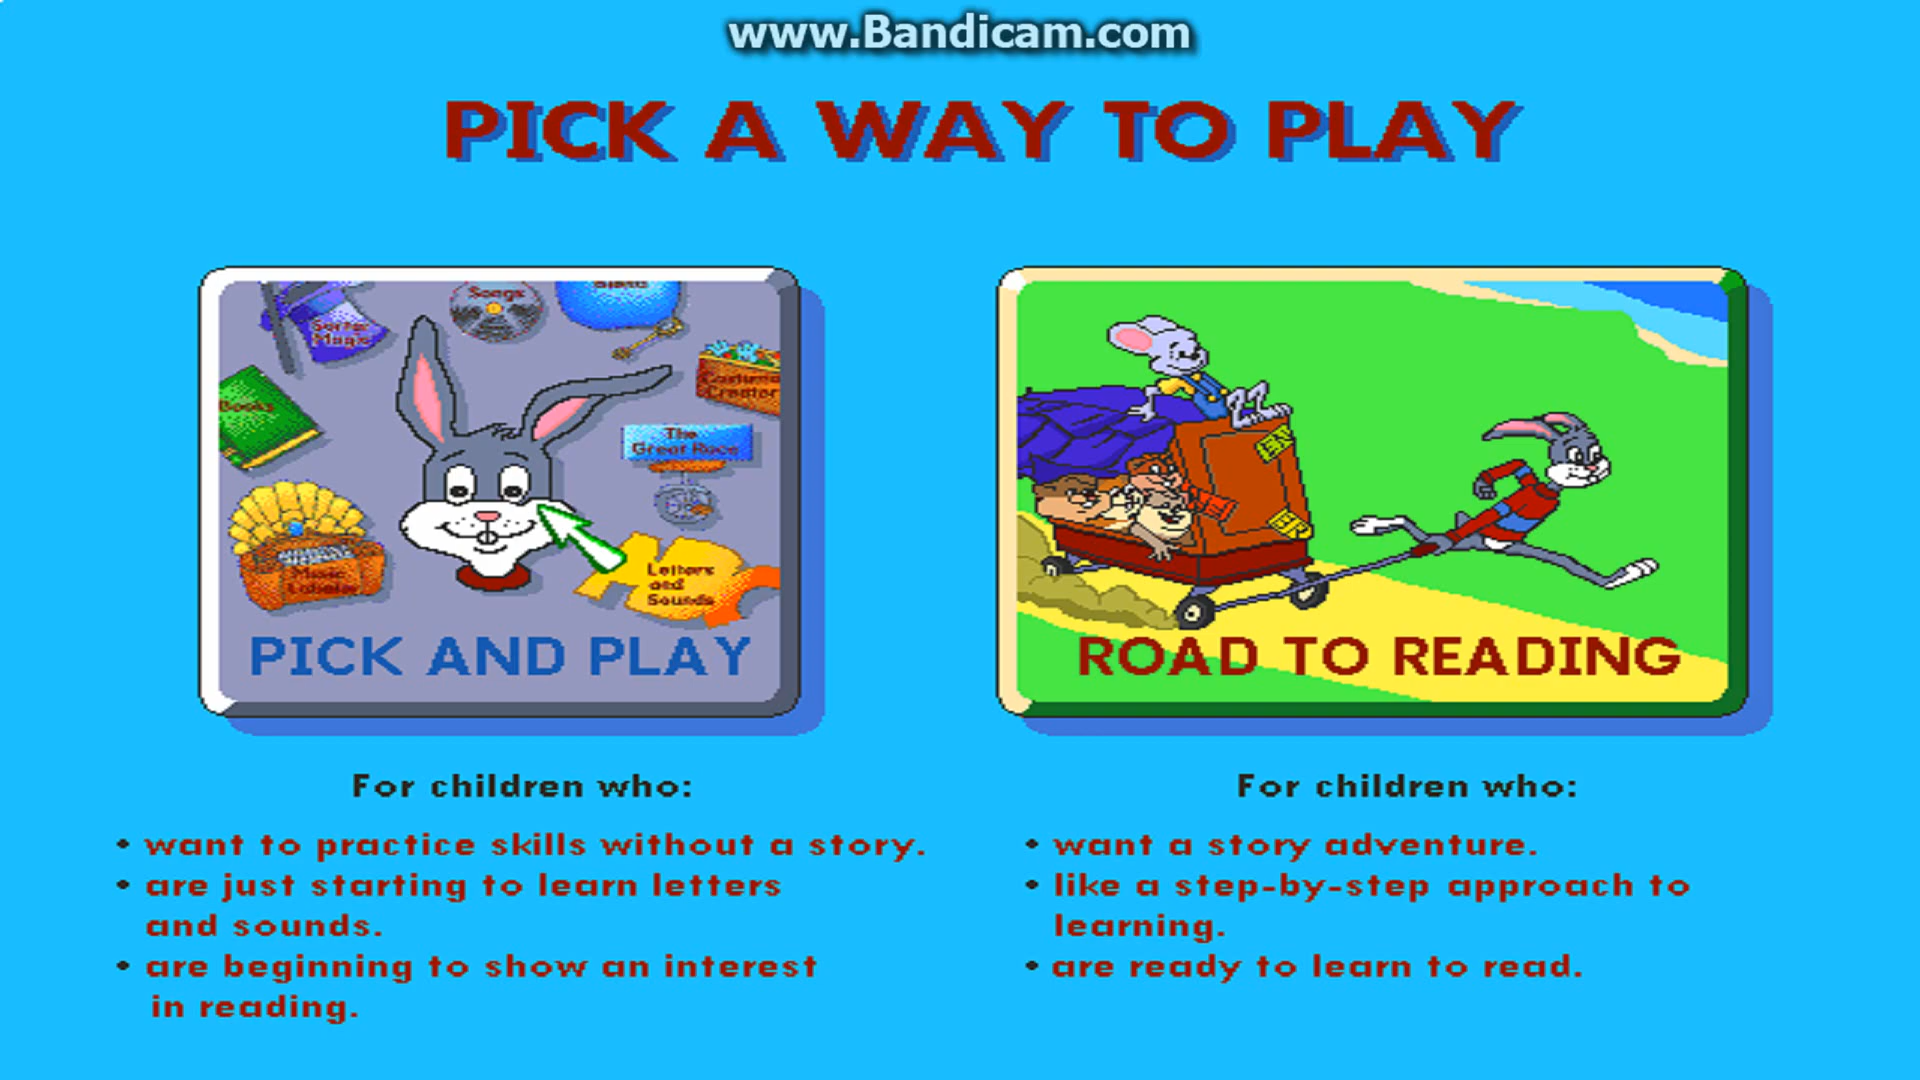 www.Bandicam.com
PICK A WAY TO PLAY
Songs
Sorter
Magic
Books
Costume
Creator
The
Great Race
Music
Letters
and
Sounds
PICK AND PLAY
ROAD TO READING
For children who:
• want to practice skills without a story.
• are just starting to learn letters
and sounds.
• are beginning to show an interest
in reading.
For children who:
• want a story adventure.
• like a step-by-step approach to
learning.
• are ready to learn to read.